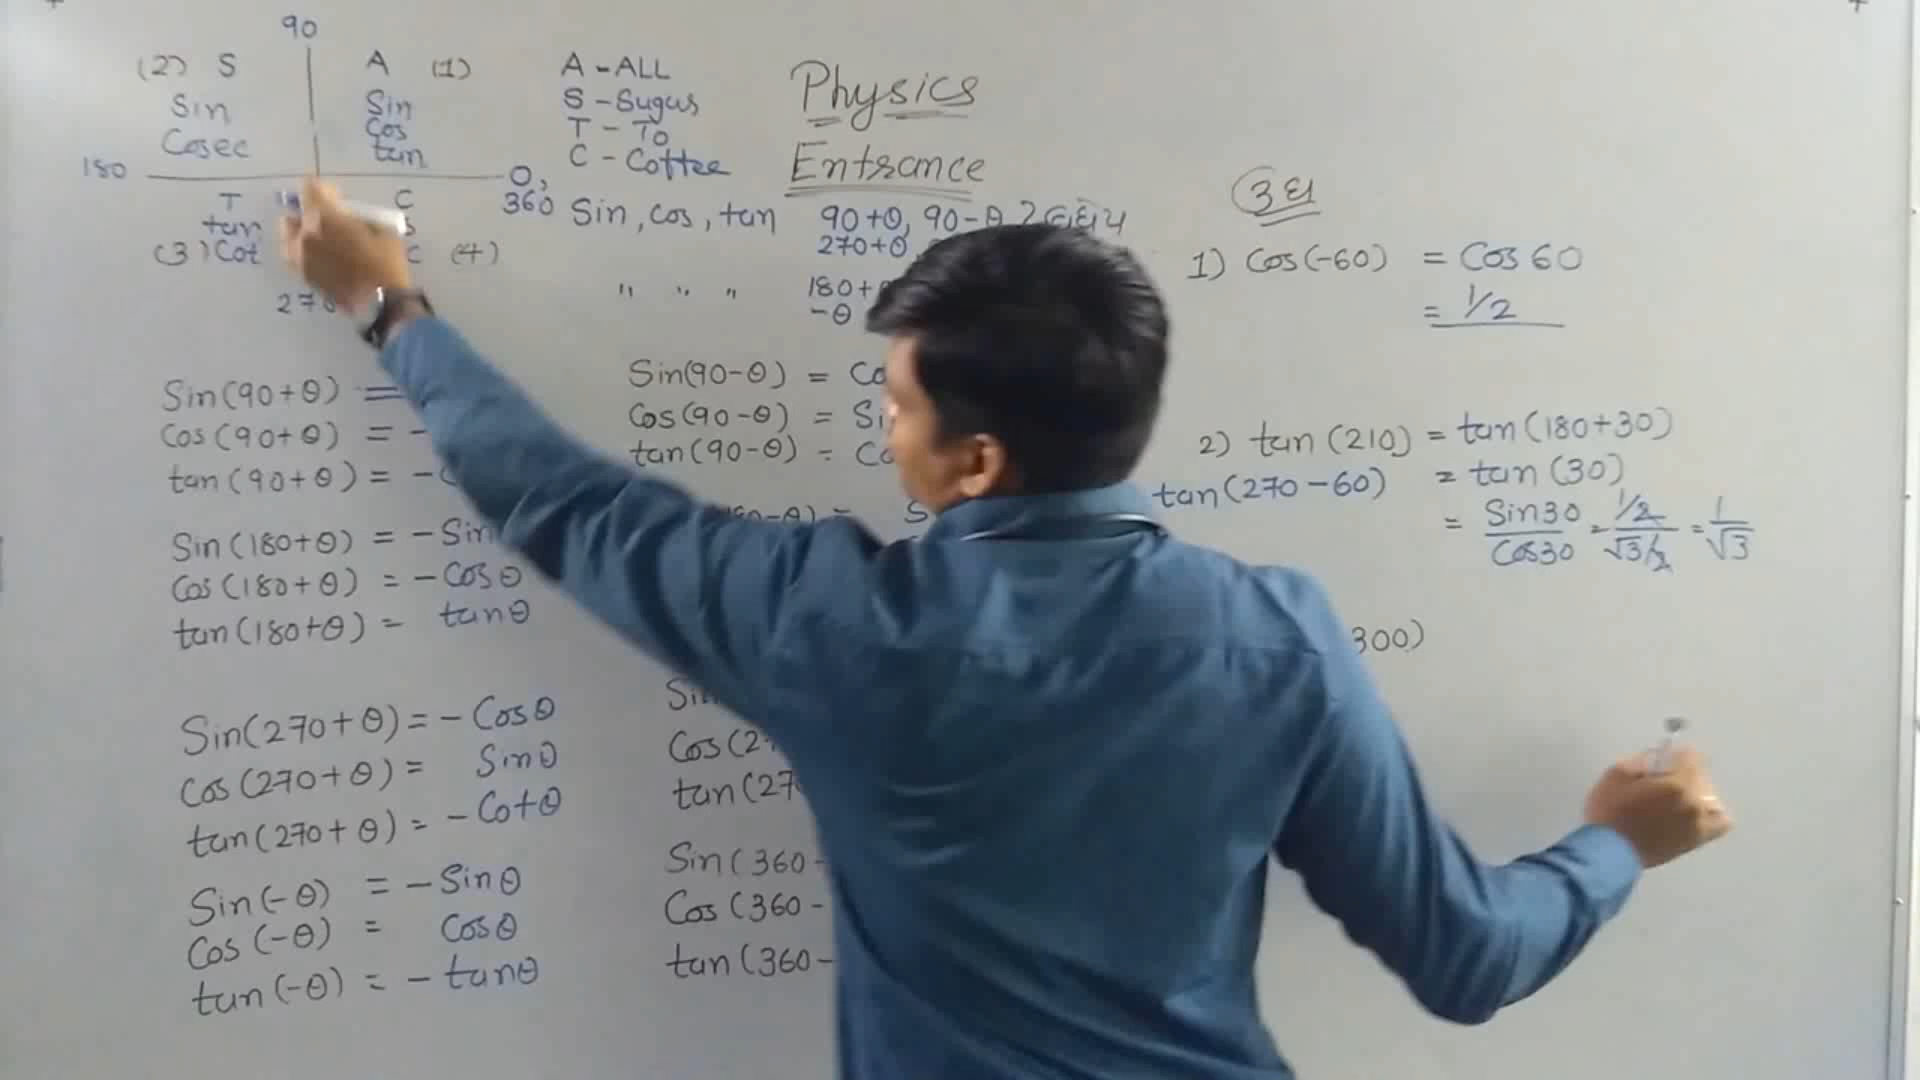 90
(2) S
A (1)
Sin
Cosec
Sin
Cos
tan
180
0,
360
T
tan
(3) Cot
C
C (4)
A - ALL
S - Sugus
T - To
C - Coffee
Physics
Entrance
Sin, cos, tan 90+θ, 90-θ
270+θ
" " " 180+
-θ
Sin(90+θ) =
Cos(90+θ) = -
tan(90+θ) = -
Sin(180+θ) = - Sin
Cos(180+θ) = - Cosθ
tan(180+θ) = tanθ
Sin(270+θ) = - Cosθ
Cos(270+θ) = Sinθ
tan(270+θ) = - Cotθ
Sin(-θ) = - Sinθ
Cos(-θ) = Cosθ
tan(-θ) = - tanθ
Sin(90-θ) = Co
Cos(90-θ) = Si
tan(90-θ) = Co
Cos(2
tan(27
Sin(360-
Cos(360-
tan(360-
1) Cos(-60) = Cos 60
= 1/2
2) tan(210) = tan(180+30)
tan(270-60) = tan(30)
= Sin30/Cos30 = 1/2/√3/2 = 1/√3
300)